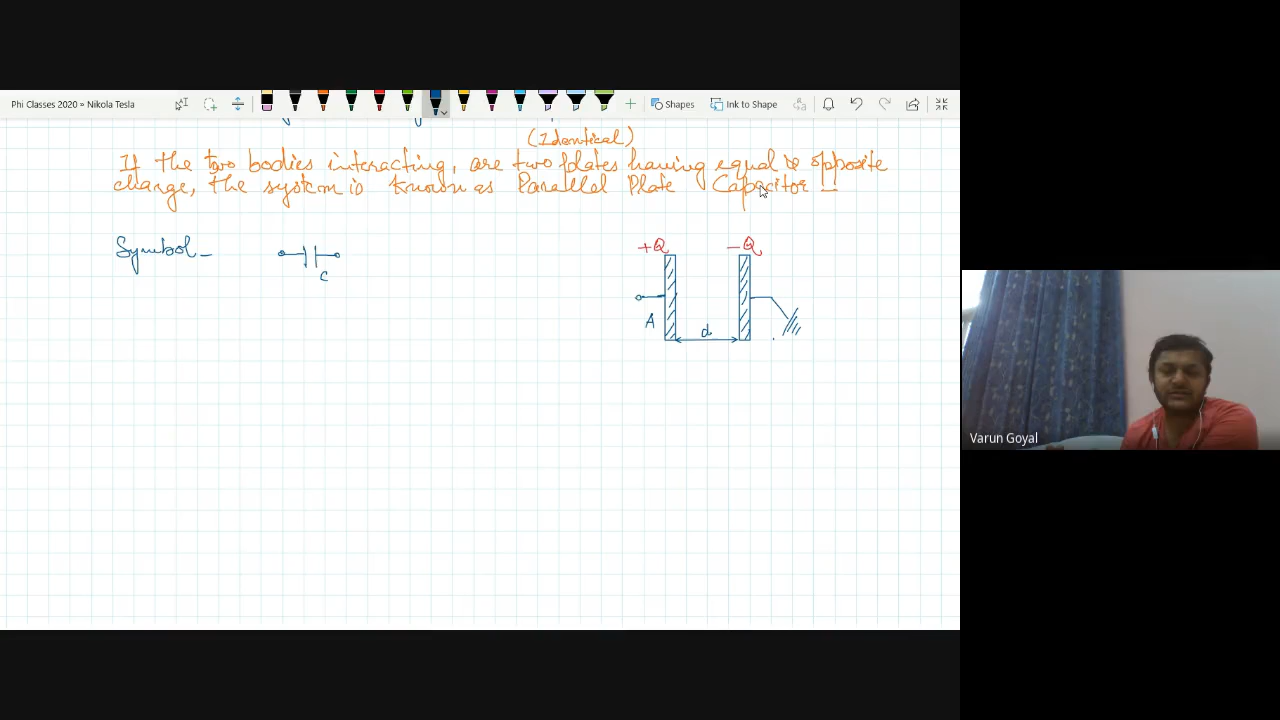 Phi Classes 2020 » Nikola Tesla
Shapes
Ink to Shape
(Identical)
If the two bodies interacting, are two plates having equal & opposite
charge, the system is known as Parallel Plate Capacitor –
Symbol –
C
+Q
–Q
A
d
Varun Goyal